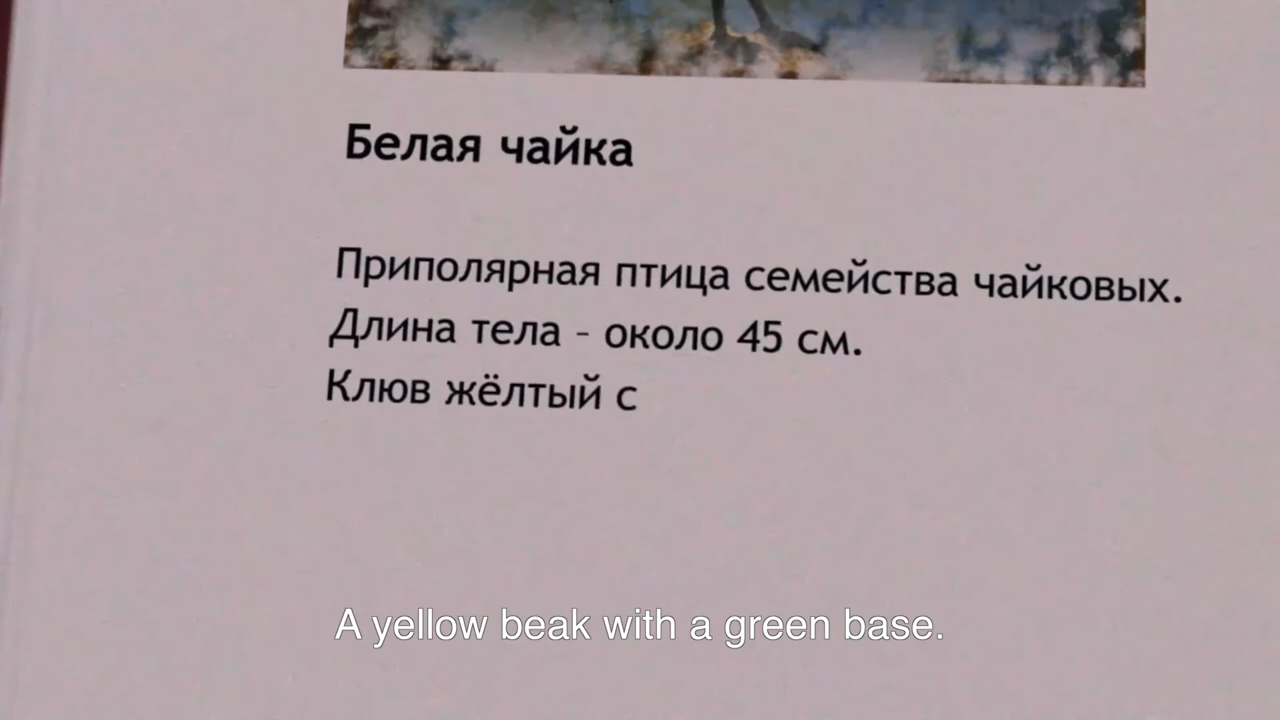 Белая чайка
Приполярная птица семейства чайковых.
Длина тела - около 45 см.
Клюв жёлтый с
A yellow beak with a green base.